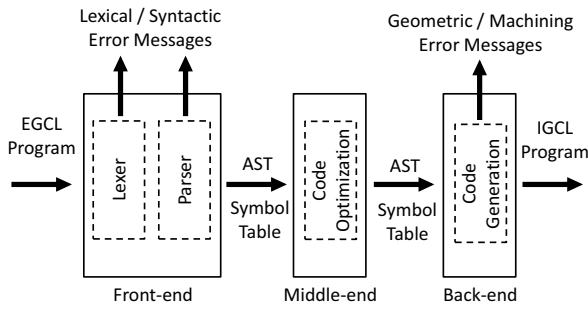 Lexical / Syntactic
Error Messages
Geometric / Machining
Error Messages
EGCL
Program
Lexer
Parser
AST
Symbol
Table
Code
Optimization
AST
Symbol
Table
Code
Generation
IGCL
Program
Front-end
Middle-end
Back-end